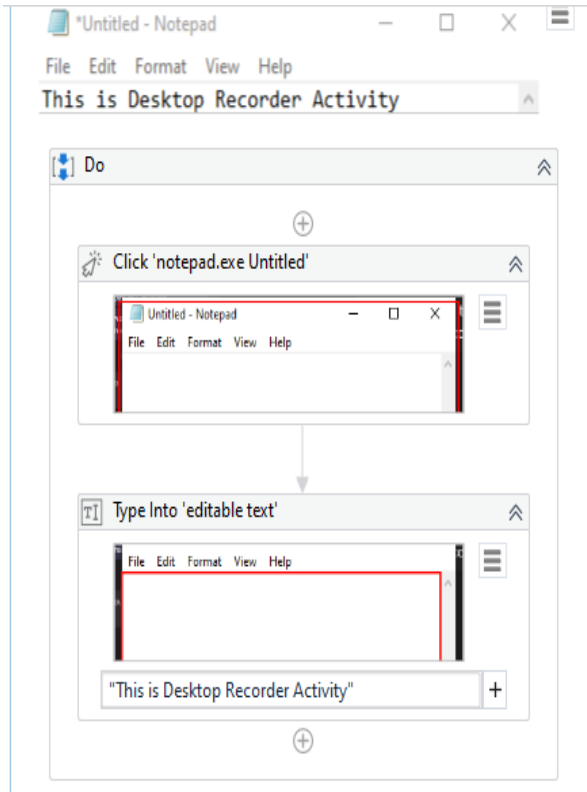 *Untitled - Notepad
File Edit Format View Help
This is Desktop Recorder Activity
Do
Click 'notepad.exe Untitled'
Untitled - Notepad
File Edit Format View Help
Type Into 'editable text'
File Edit Format View Help
"This is Desktop Recorder Activity"